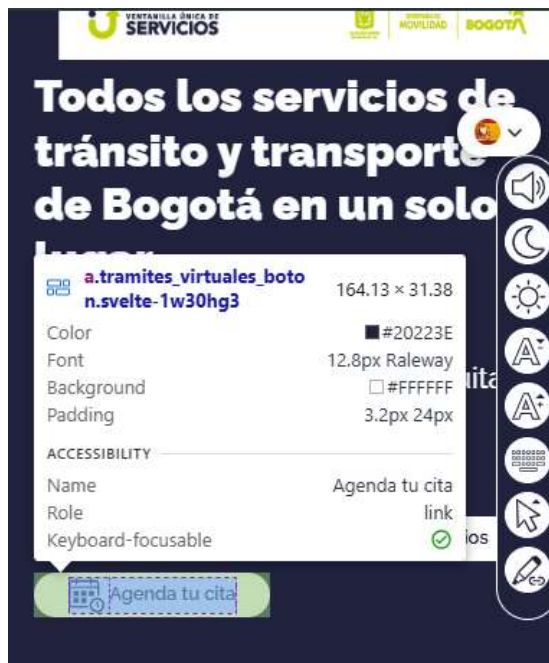 VENTANILLA ÚNICA DE
SERVICIOS
MOVILIDAD
BOGOTÁ
Todos los servicios de
tránsito y transporte
de Bogotá en un solo
lugar
a.tramites_virtuales_boto
n.svelte-1w30hg3
164.13 × 31.38
Color #20223E
Font 12.8px Raleway
Background #FFFFFF
Padding 3.2px 24px
ACCESSIBILITY
Name Agenda tu cita
Role link
Keyboard-focusable
ios
Agenda tu cita